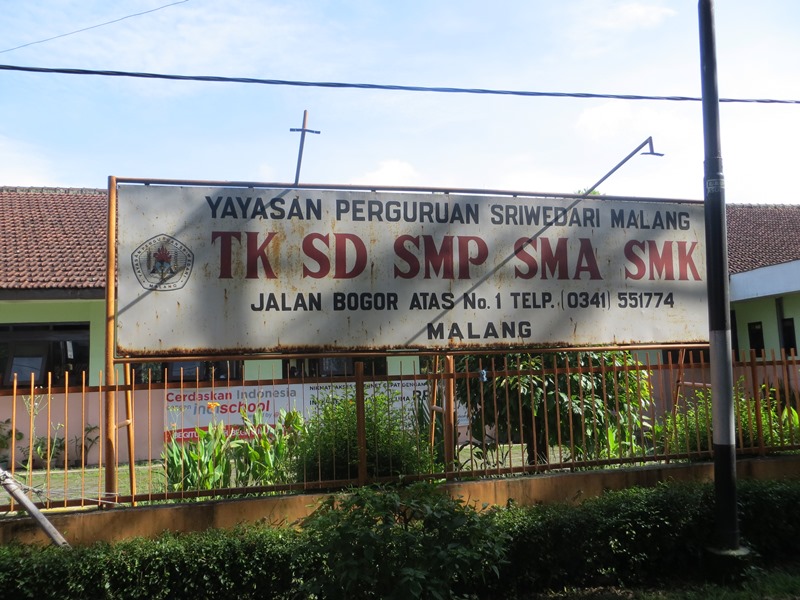 YAYASAN PERGURUAN SRIWEDARI MALANG
TK SD SMP SMA SMK
JALAN BOGOR ATAS No. 1 TELP. (0341) 551774
MALANG
Cerdaskan Indonesia
school